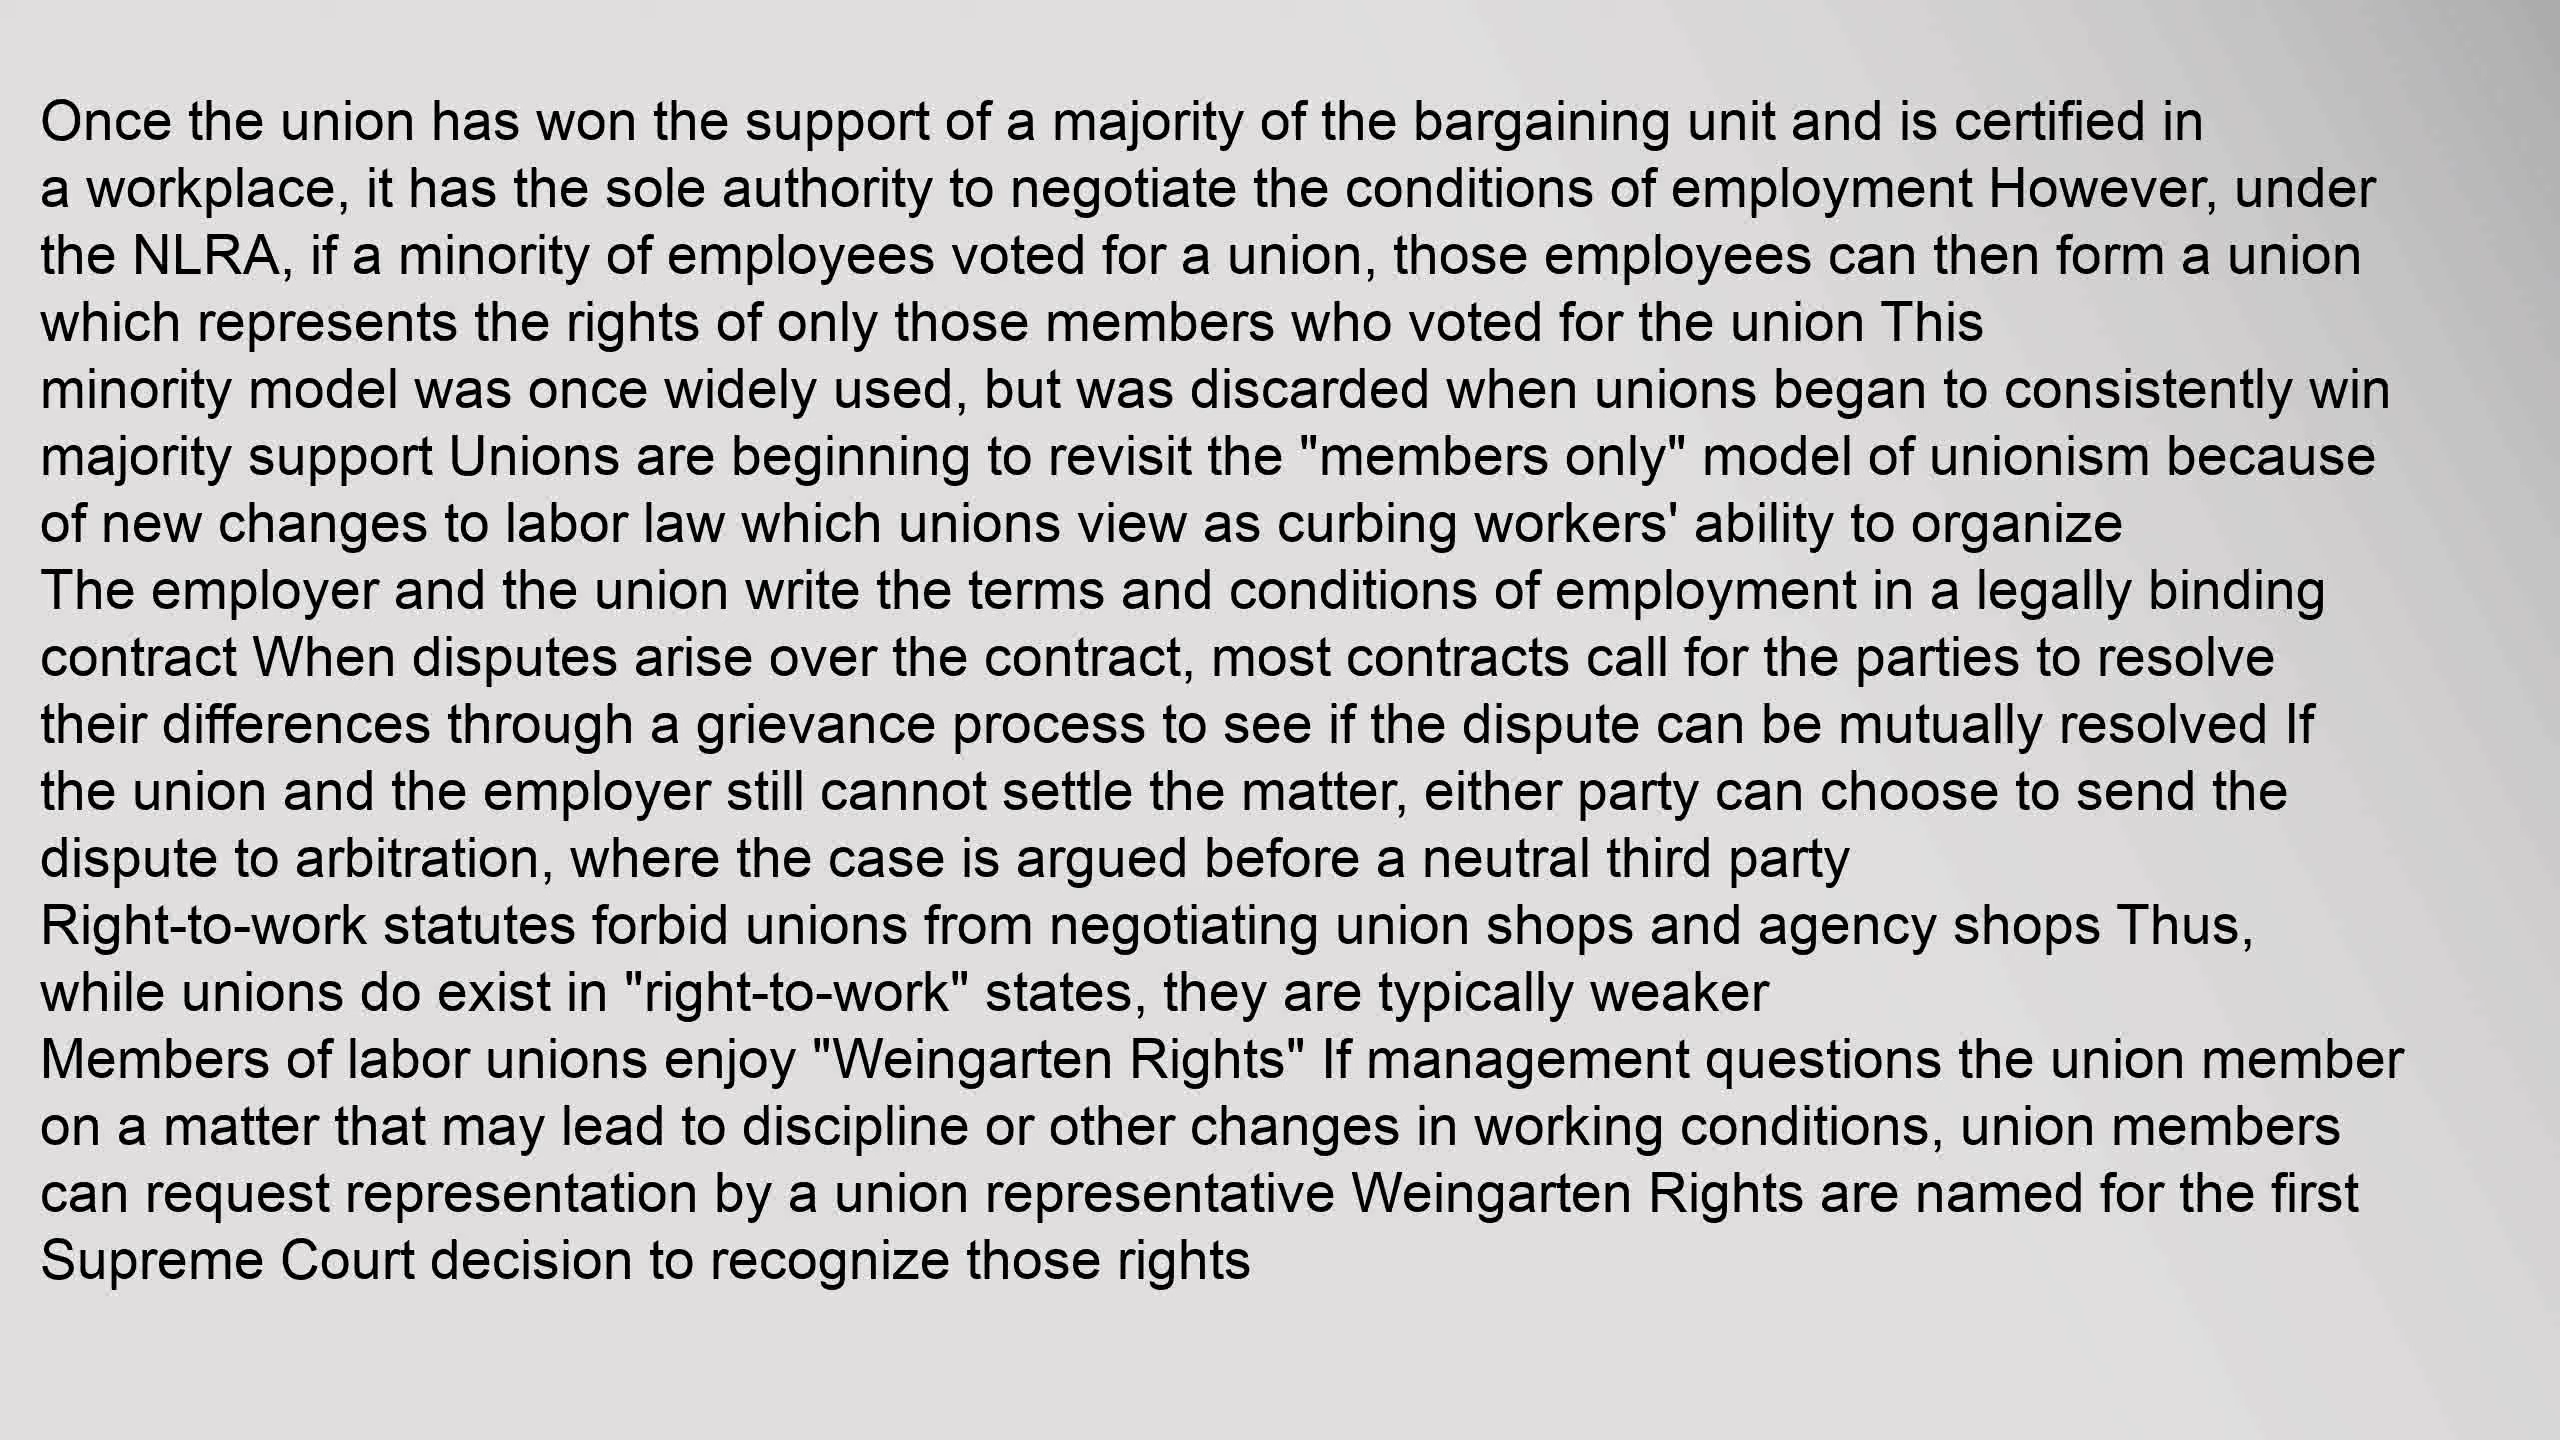 Once the union has won the support of a majority of the bargaining unit and is certified in
a workplace, it has the sole authority to negotiate the conditions of employment However, under
the NLRA, if a minority of employees voted for a union, those employees can then form a union
which represents the rights of only those members who voted for the union This
minority model was once widely used, but was discarded when unions began to consistently win
majority support Unions are beginning to revisit the "members only" model of unionism because
of new changes to labor law which unions view as curbing workers' ability to organize
The employer and the union write the terms and conditions of employment in a legally binding
contract When disputes arise over the contract, most contracts call for the parties to resolve
their differences through a grievance process to see if the dispute can be mutually resolved If
the union and the employer still cannot settle the matter, either party can choose to send the
dispute to arbitration, where the case is argued before a neutral third party
Right-to-work statutes forbid unions from negotiating union shops and agency shops Thus,
while unions do exist in "right-to-work" states, they are typically weaker
Members of labor unions enjoy "Weingarten Rights" If management questions the union member
on a matter that may lead to discipline or other changes in working conditions, union members
can request representation by a union representative Weingarten Rights are named for the first
Supreme Court decision to recognize those rights